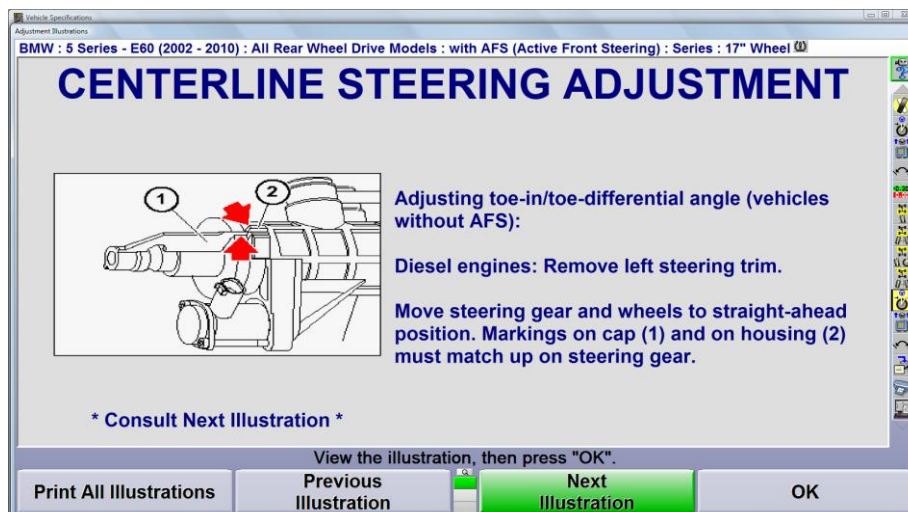 Vehicle Specifications
Adjustment Illustrations
BMW : 5 Series - E60 (2002 - 2010) : All Rear Wheel Drive Models : with AFS (Active Front Steering) : Series : 17" Wheel
CENTERLINE STEERING ADJUSTMENT
1
2
Adjusting toe-in/toe-differential angle (vehicles
without AFS):
Diesel engines: Remove left steering trim.
Move steering gear and wheels to straight-ahead
position. Markings on cap (1) and on housing (2)
must match up on steering gear.
* Consult Next Illustration *
View the illustration, then press "OK".
Print All Illustrations
Previous
Illustration
Next
Illustration
OK